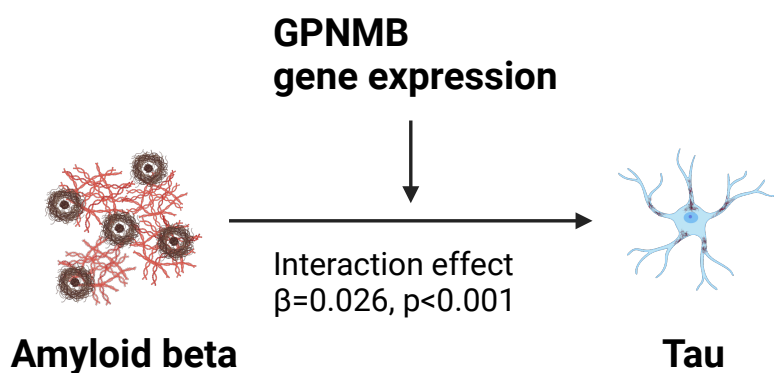 GPNMB
gene expression
Interaction effect
β=0.026, p<0.001
Amyloid beta
Tau